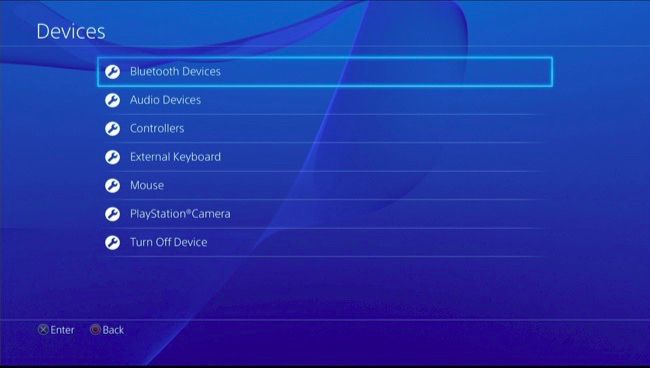 Devices
Bluetooth Devices
Audio Devices
Controllers
External Keyboard
Mouse
PlayStation®Camera
Turn Off Device
Enter Back